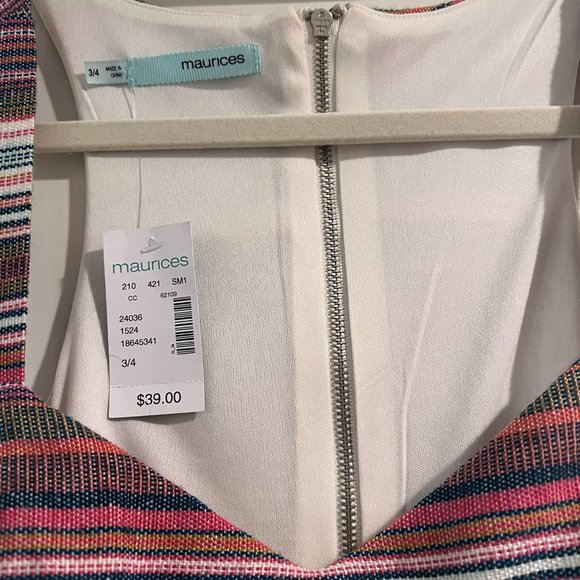 3/4
MADE IN
CHINA
maurices
maurices
210 421 SM1
CC 62109
24036
1524
18645341
3/4
$39.00